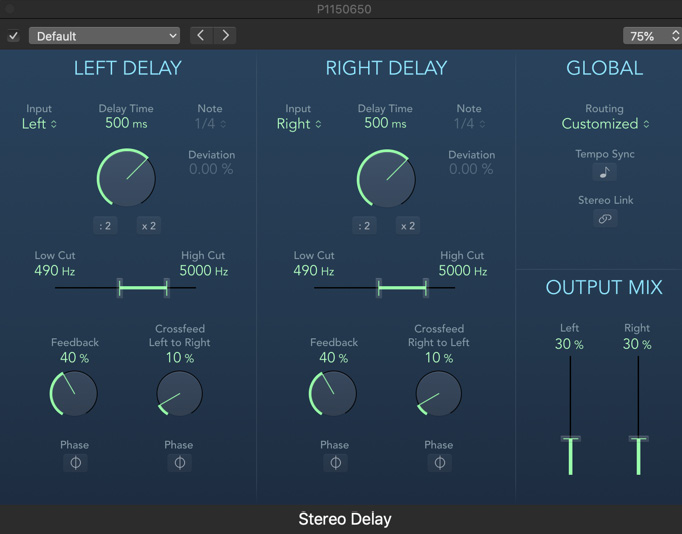 P1150650
Default
75%
LEFT DELAY
Input
Left
Delay Time
500 ms
Note
1/4
Deviation
0.00 %
: 2
x 2
Low Cut
490 Hz
High Cut
5000 Hz
Feedback
40 %
Crossfeed
Left to Right
10 %
Phase
Phase
RIGHT DELAY
Input
Right
Delay Time
500 ms
Note
1/4
Deviation
0.00 %
: 2
x 2
Low Cut
490 Hz
High Cut
5000 Hz
Feedback
40 %
Crossfeed
Right to Left
10 %
Phase
Phase
GLOBAL
Routing
Customized
Tempo Sync
Stereo Link
OUTPUT MIX
Left
30 %
Right
30 %
Stereo Delay